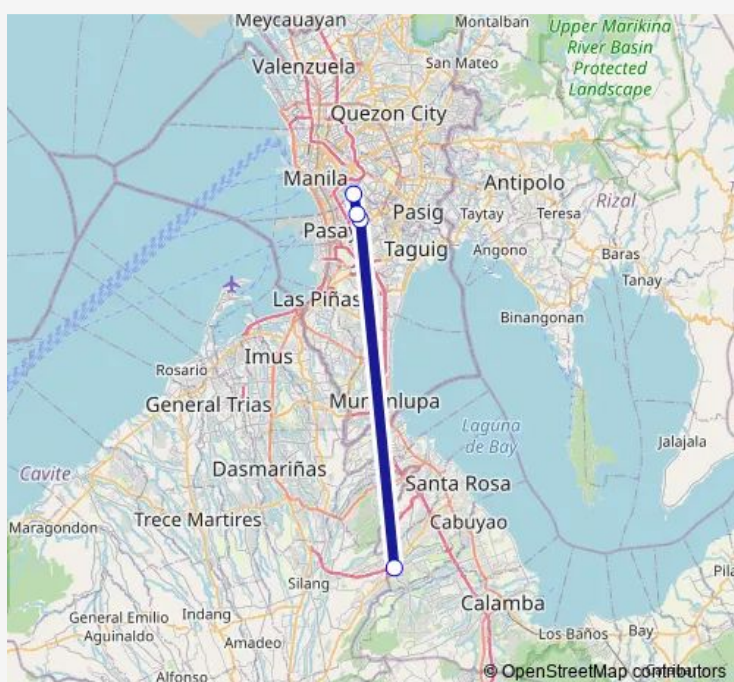 Meycauayan
Montalban
Upper Marikina
River Basin
Protected
Landscape
Valenzuela
San Mateo
Quezon City
Manila
Antipolo
Rizal
Pasig
Taytay
Teresa
Pasay
Taguig
Angono
Baras
Tanay
Las Piñas
Binangonan
Imus
Rosario
General Trias
Muntinlupa
Laguna
de Bay
Jalajala
Cavite
Dasmariñas
Santa Rosa
Maragondon
Trece Martires
Cabuyao
Silang
Pila
Calamba
General Emilio
Aguinaldo
Indang
Amadeo
Los Baños
Bay
Alfonso
© OpenStreetMap contributors